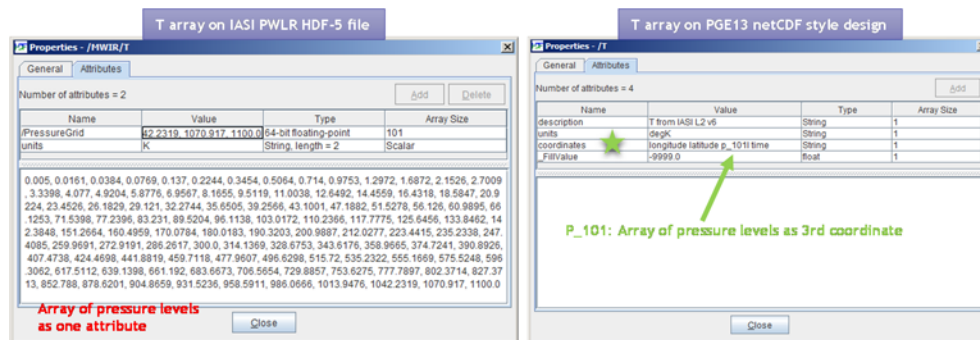 T array on IASI PWLR HDF-5 file
Properties - /MWIR/T
General Attributes
Number of attributes = 2
Add Delete
Name Value Type Array Size
/PressureGrid 42.2319, 1070.917, 1100.0 64-bit floating-point 101
units K String, length = 2 Scalar
0.005, 0.0161, 0.0384, 0.0769, 0.137, 0.2244, 0.3454, 0.5064, 0.714, 0.9753, 1.2972, 1.6872, 2.1526, 2.7009
, 3.3398, 4.077, 4.9204, 5.8776, 6.9567, 8.1655, 9.5119, 11.0038, 12.6492, 14.4559, 16.4318, 18.5847, 20.9
224, 23.4526, 26.1829, 29.121, 32.2744, 35.6505, 39.2566, 43.1001, 47.1882, 51.5278, 56.126, 60.9895, 66
.1253, 71.5398, 77.2396, 83.231, 89.5204, 96.1138, 103.0172, 110.2366, 117.7775, 125.6456, 133.8462, 14
2.3848, 151.2664, 160.4959, 170.0784, 180.0183, 190.3203, 200.9887, 212.0277, 223.4415, 235.2338, 247.
4085, 259.9691, 272.9191, 286.2617, 300.0, 314.1369, 328.6753, 343.6176, 358.9665, 374.7241, 390.8926,
407.4738, 424.4698, 441.8819, 459.7118, 477.9607, 496.6298, 515.72, 535.2322, 555.1669, 575.5248, 596
.3062, 617.5112, 639.1398, 661.192, 683.6673, 706.5654, 729.8857, 753.6275, 777.7897, 802.3714, 827.37
13, 852.788, 878.6201, 904.8659, 931.5236, 958.5911, 986.0666, 1013.9476, 1042.2319, 1070.917, 1100.0
Array of pressure levels
as one attribute
Close
T array on PGE13 netCDF style design
Properties - /T
General Attributes
Number of attributes = 4
Add
Name Value Type Array Size
description T from IASI L2 v6 String 1
units degK String 1
coordinates longitude latitude p_101l time String 1
_FillValue -9999.0 float 1
P_101: Array of pressure levels as 3rd coordinate
Close